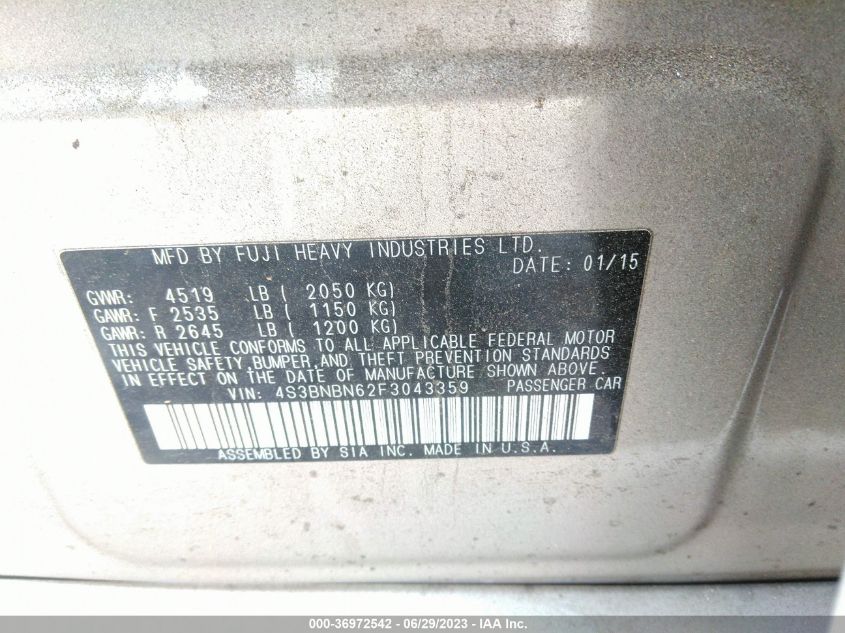 MFD BY FUJI HEAVY INDUSTRIES LTD.
DATE: 01/15
GVWR: 4519 LB ( 2050 KG)
GAWR: F 2535 LB ( 1150 KG)
GAWR: R 2645 LB ( 1200 KG)
THIS VEHICLE CONFORMS TO ALL APPLICABLE FEDERAL MOTOR
VEHICLE SAFETY,BUMPER,AND THEFT PREVENTION STANDARDS
IN EFFECT ON THE DATE OF MANUFACTURE SHOWN ABOVE.
VIN: 4S3BNBN62F3043359 PASSENGER CAR
ASSEMBLED BY SIA INC. MADE IN U.S.A.
000-36972542 - 06/29/2023 - IAA Inc.